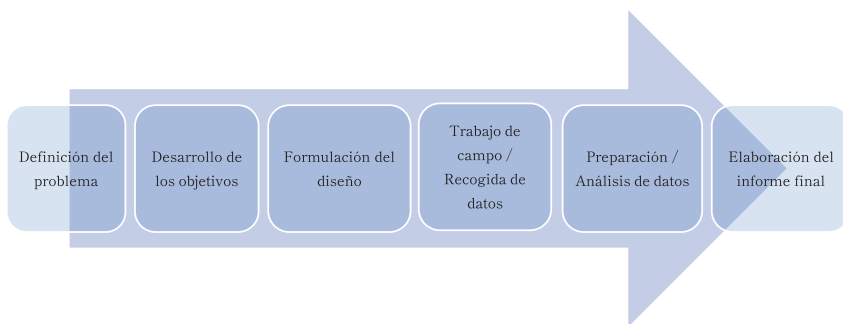 Definición del
problema
Desarrollo de
los objetivos
Formulación del
diseño
Trabajo de
campo /
Recogida de
datos
Preparación /
Análisis de datos
Elaboración del
informe final